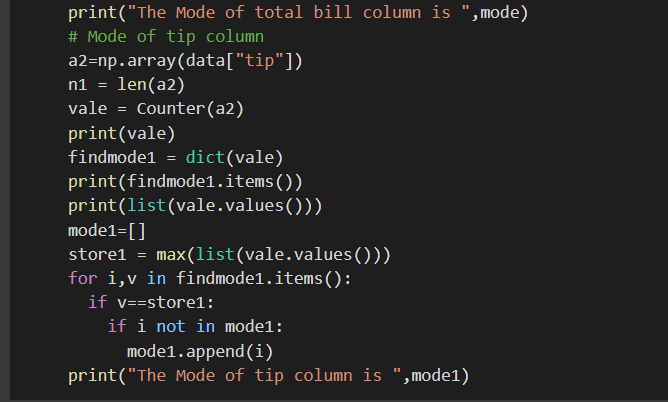 print("The Mode of total bill column is ",mode)
# Mode of tip column
a2=np.array(data["tip"])
n1 = len(a2)
vale = Counter(a2)
print(vale)
findmode1 = dict(vale)
print(findmode1.items())
print(list(vale.values()))
mode1=[]
store1 = max(list(vale.values()))
for i,v in findmode1.items():
  if v==store1:
    if i not in mode1:
      mode1.append(i)
print("The Mode of tip column is ",mode1)